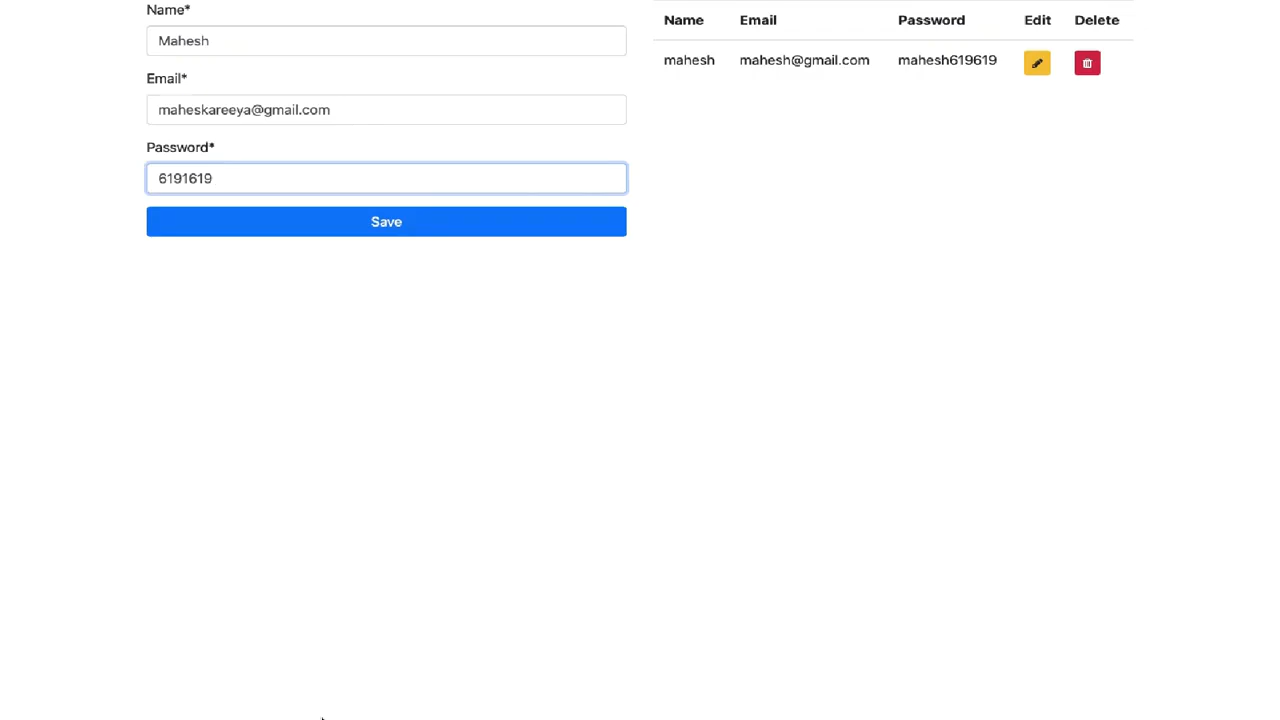 Name*
Mahesh
Email*
maheskareeya@gmail.com
Password*
6191619
Save
Name Email Password Edit Delete
mahesh mahesh@gmail.com mahesh619619